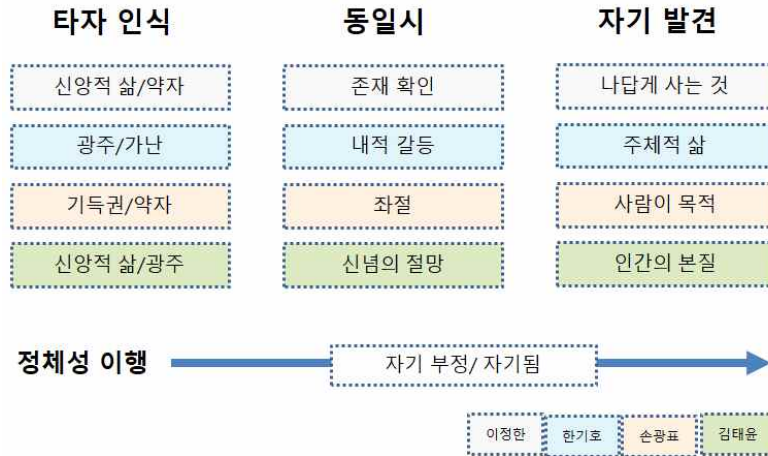 타자 인식 동일시 자기 발견
신앙적 삶/약자 존재 확인 나답게 사는 것
광주/가난 내적 갈등 주체적 삶
기득권/약자 좌절 사람이 목적
신앙적 삶/광주 신념의 절망 인간의 본질
정체성 이행 자기 부정/ 자기됨
이정한 한기호 손광표 김태윤